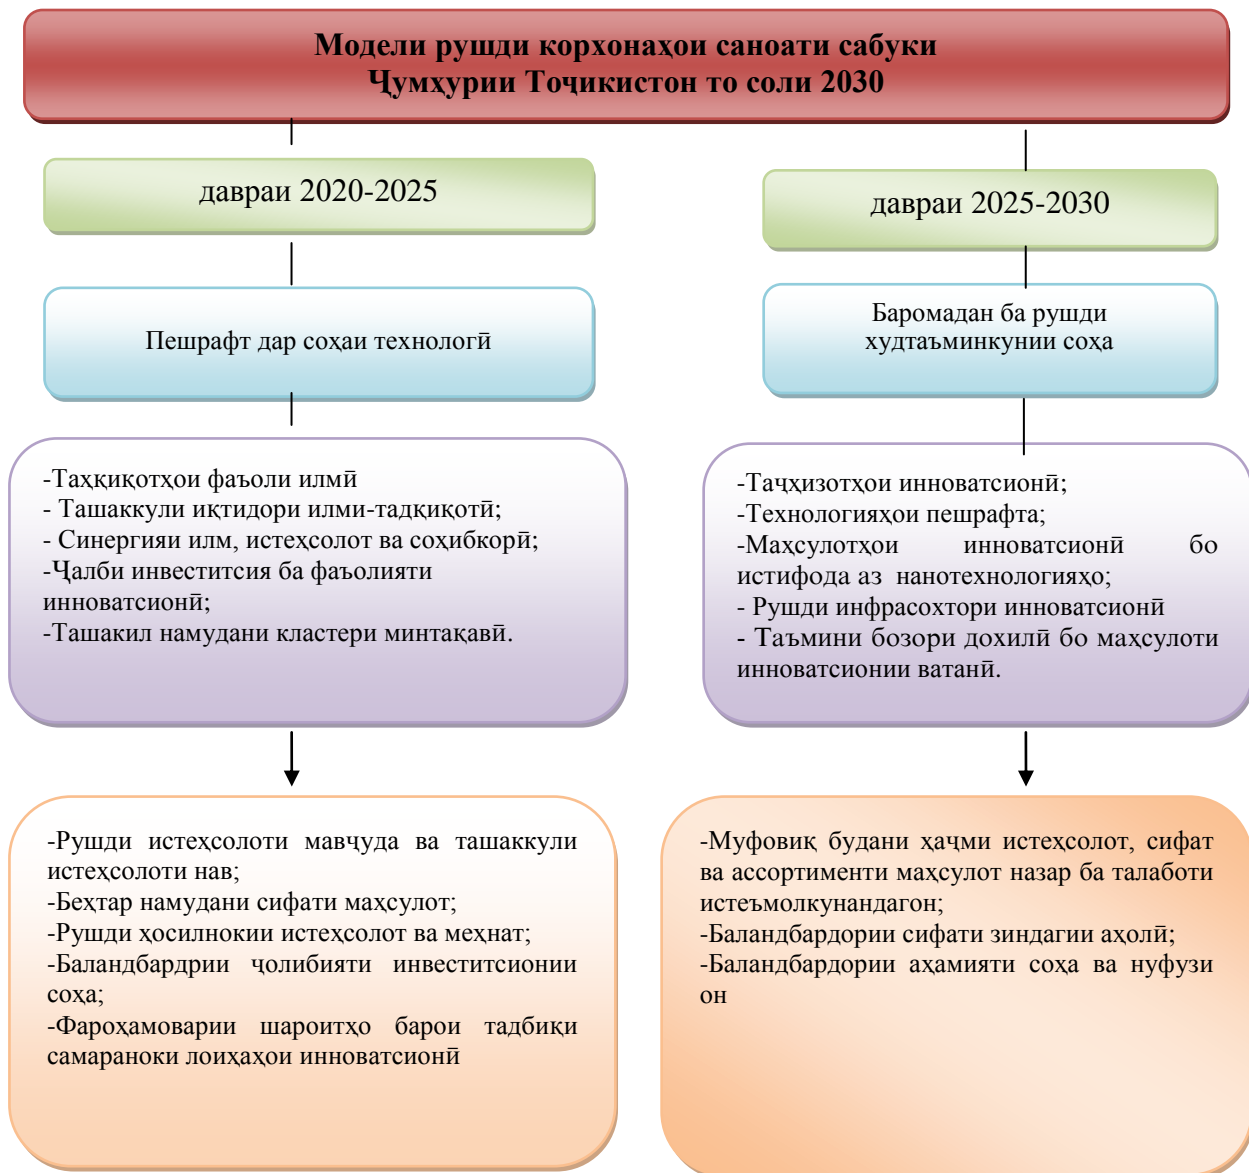 Модели рушди корхонаҳои саноати сабуки
Ҷумҳурии Тоҷикистон то соли 2030
давраи 2020-2025
давраи 2025-2030
Пешрафт дар соҳаи технологӣ
Баромадан ба рушди
худтаъминкунии соҳа
-Таҳқиқотҳои фаъоли илмӣ
- Ташаккули иқтидори илми-тадқиқотӣ;
- Синергияи илм, истеҳсолот ва соҳибкорӣ;
-Ҷалби инвеститсия ба фаъолияти
инноватсионӣ;
-Ташакил намудани кластери минтақавӣ.
-Таҷҳизотҳои инноватсионӣ;
-Технологияҳои пешрафта;
-Маҳсулотҳои инноватсионӣ бо
истифода аз нанотехнологияҳо;
- Рушди инфрасохтори инноватсионӣ
- Таъмини бозори дохилӣ бо маҳсулоти
инноватсионии ватанӣ.
-Рушди истеҳсолоти мавҷуда ва ташаккули
истеҳсолоти нав;
-Беҳтар намудани сифати маҳсулот;
-Рушди ҳосилнокии истеҳсолот ва меҳнат;
-Баландбардрии ҷолибияти инвеститсионии
соҳа;
-Фароҳамоварии шароитҳо барои тадбиқи
самараноки лоиҳаҳои инноватсионӣ
-Муфовиқ будани ҳаҷми истеҳсолот, сифат
ва ассортименти маҳсулот назар ба талаботи
истеъмолкунандагон;
-Баландбардории сифати зиндагии аҳолӣ;
-Баландбардории аҳамияти соҳа ва нуфузи
он